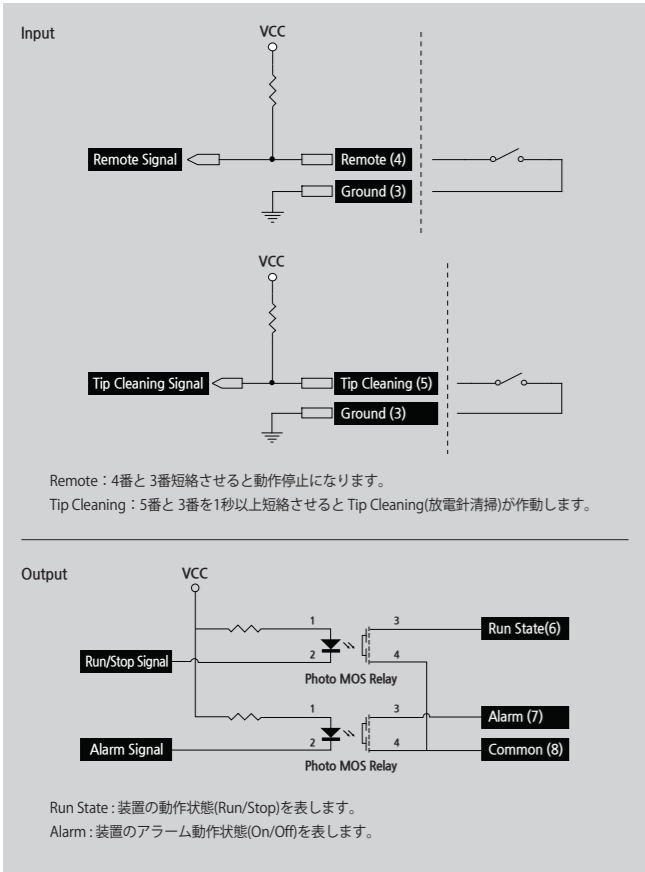 Input
VCC
Remote Signal
Remote (4)
Ground (3)
VCC
Tip Cleaning Signal
Tip Cleaning (5)
Ground (3)
Remote：4番と 3番短絡させると動作停止になります。
Tip Cleaning：5番と 3番を1秒以上短絡させると Tip Cleaning(放電針清掃)が作動します。
Output
VCC
1
3
Run State(6)
Run/Stop Signal
2
4
Photo MOS Relay
1
3
Alarm (7)
Alarm Signal
2
4
Common (8)
Photo MOS Relay
Run State : 装置の動作状態(Run/Stop)を表します。
Alarm : 装置のアラーム動作状態(On/Off)を表します。